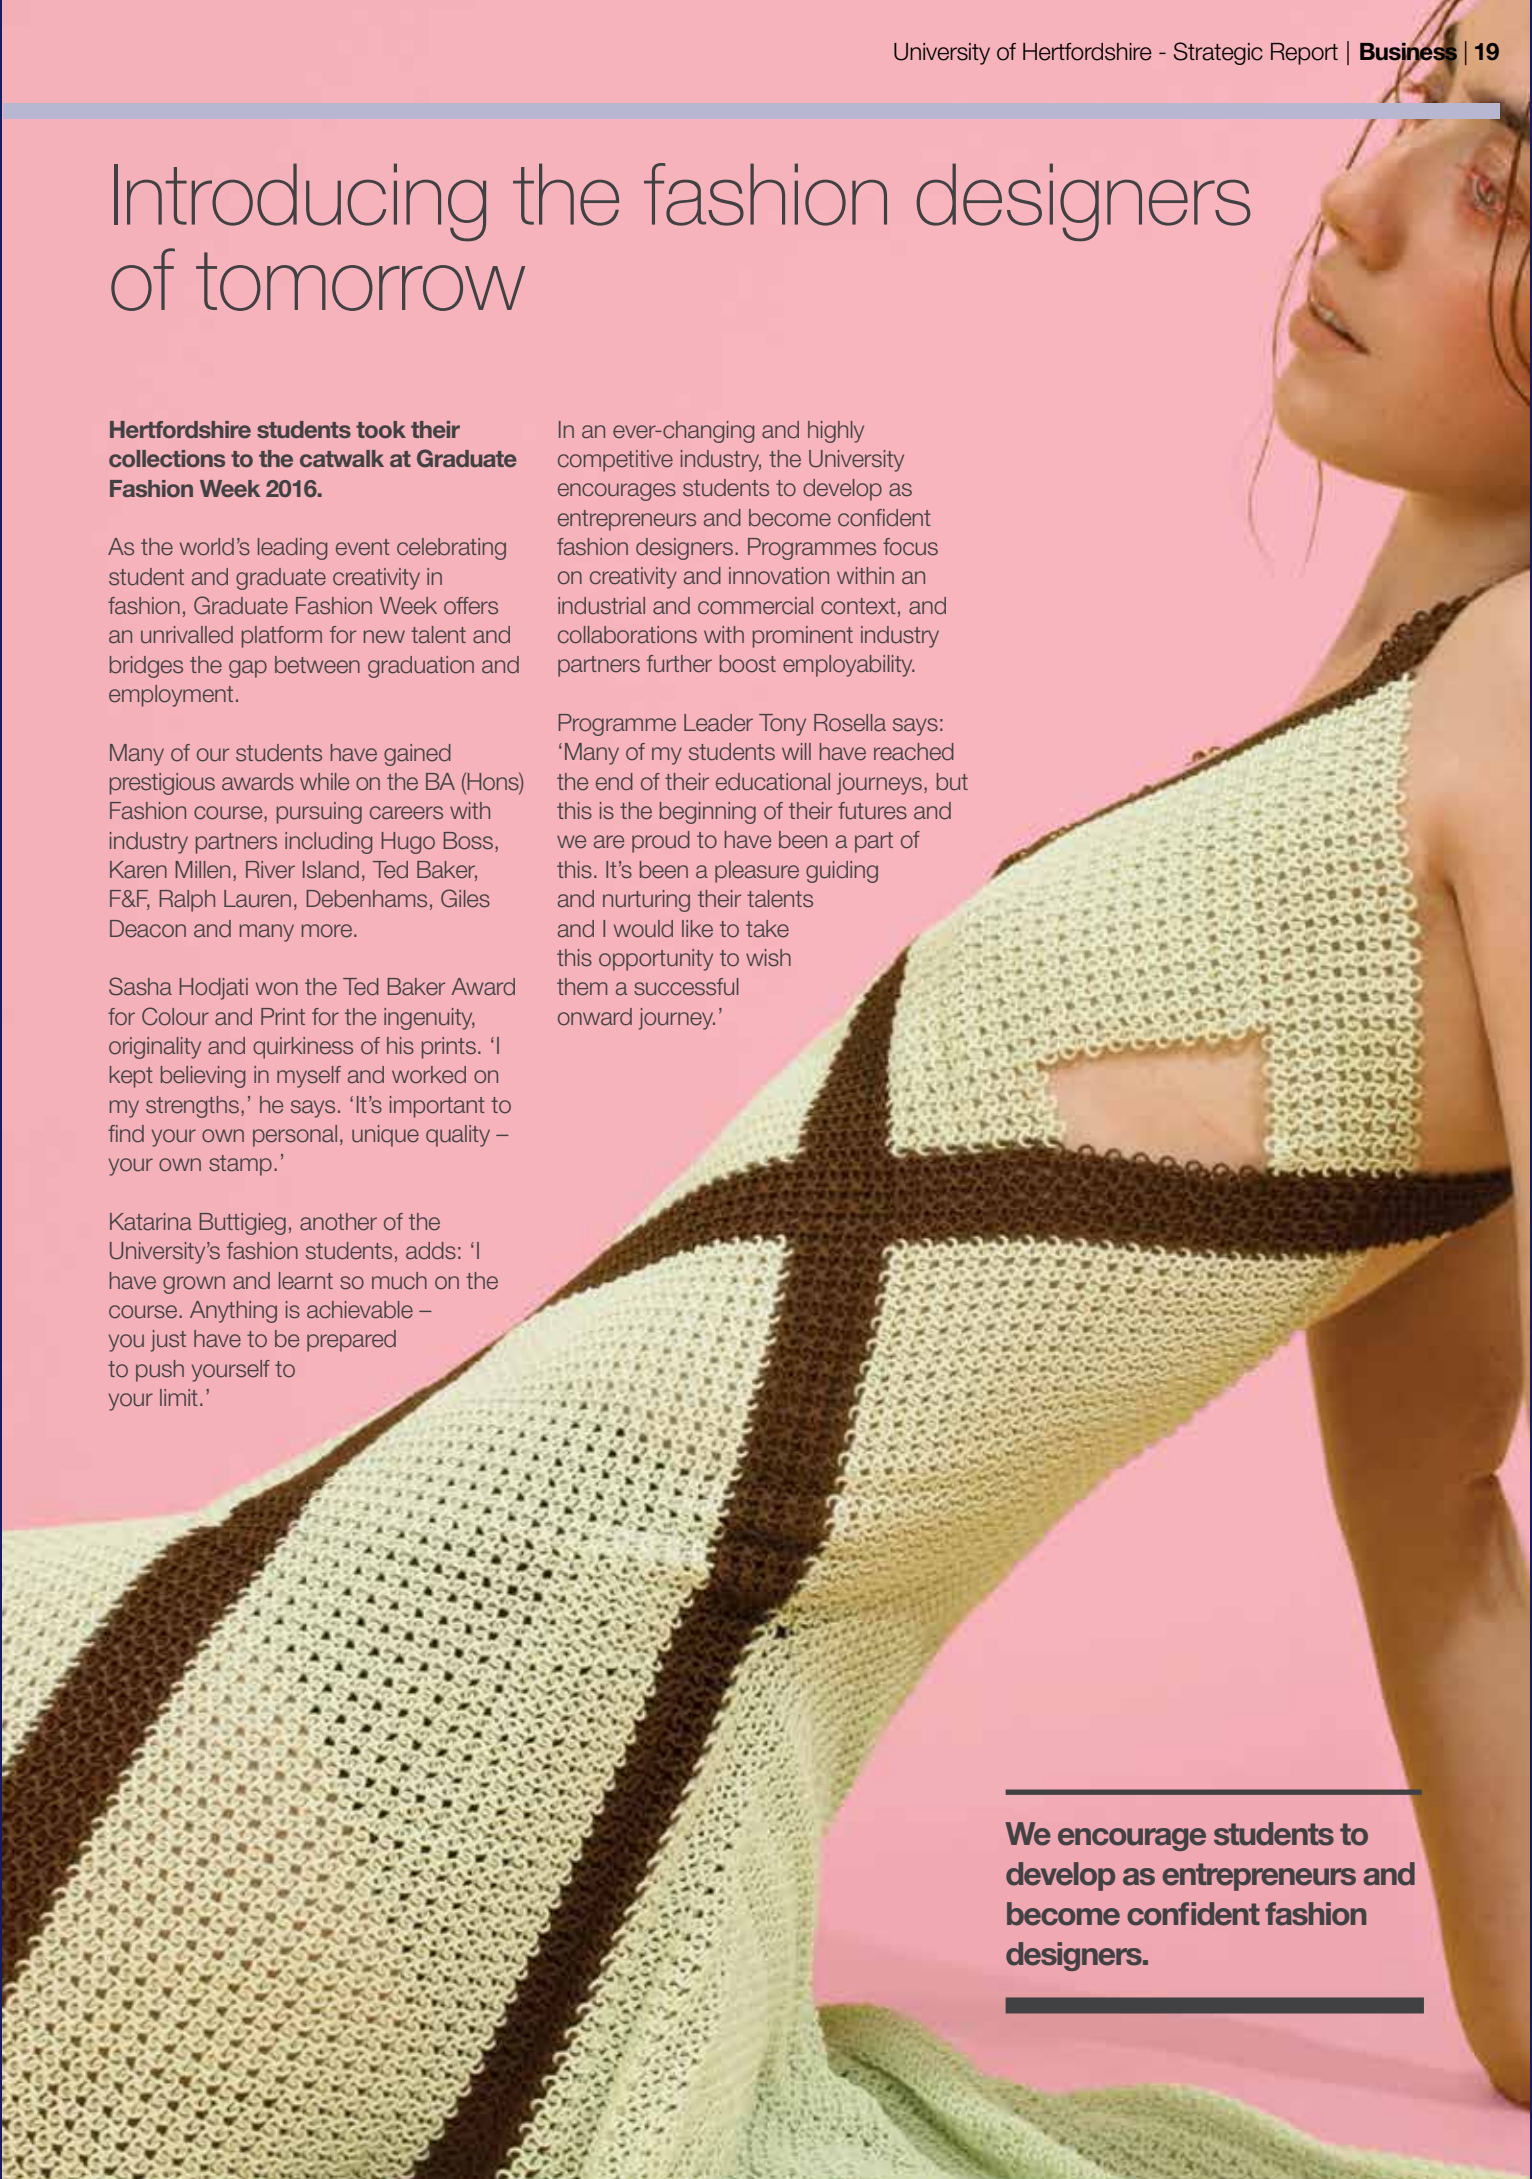 University of Hertfordshire - Strategic Report | Business | 19
Introducing the fashion designers
of tomorrow
Hertfordshire students took their
collections to the catwalk at Graduate
Fashion Week 2016.
As the world’s leading event celebrating
student and graduate creativity in
fashion, Graduate Fashion Week offers
an unrivalled platform for new talent and
bridges the gap between graduation and
employment.
Many of our students have gained
prestigious awards while on the BA (Hons)
Fashion course, pursuing careers with
industry partners including Hugo Boss,
Karen Millen, River Island, Ted Baker,
F&F, Ralph Lauren, Debenhams, Giles
Deacon and many more.
Sasha Hodjati won the Ted Baker Award
for Colour and Print for the ingenuity,
originality and quirkiness of his prints. ‘I
kept believing in myself and worked on
my strengths,’ he says. ‘It’s important to
find your own personal, unique quality –
your own stamp.’
Katarina Buttigieg, another of the
University’s fashion students, adds: ‘I
have grown and learnt so much on the
course. Anything is achievable –
you just have to be prepared
to push yourself to
your limit.’
In an ever-changing and highly
competitive industry, the University
encourages students to develop as
entrepreneurs and become confident
fashion designers. Programmes focus
on creativity and innovation within an
industrial and commercial context, and
collaborations with prominent industry
partners further boost employability.
Programme Leader Tony Rosella says:
‘Many of my students will have reached
the end of their educational journeys, but
this is the beginning of their futures and
we are proud to have been a part of
this. It’s been a pleasure guiding
and nurturing their talents
and I would like to take
this opportunity to wish
them a successful
onward journey.’
We encourage students to
develop as entrepreneurs and
become confident fashion
designers.